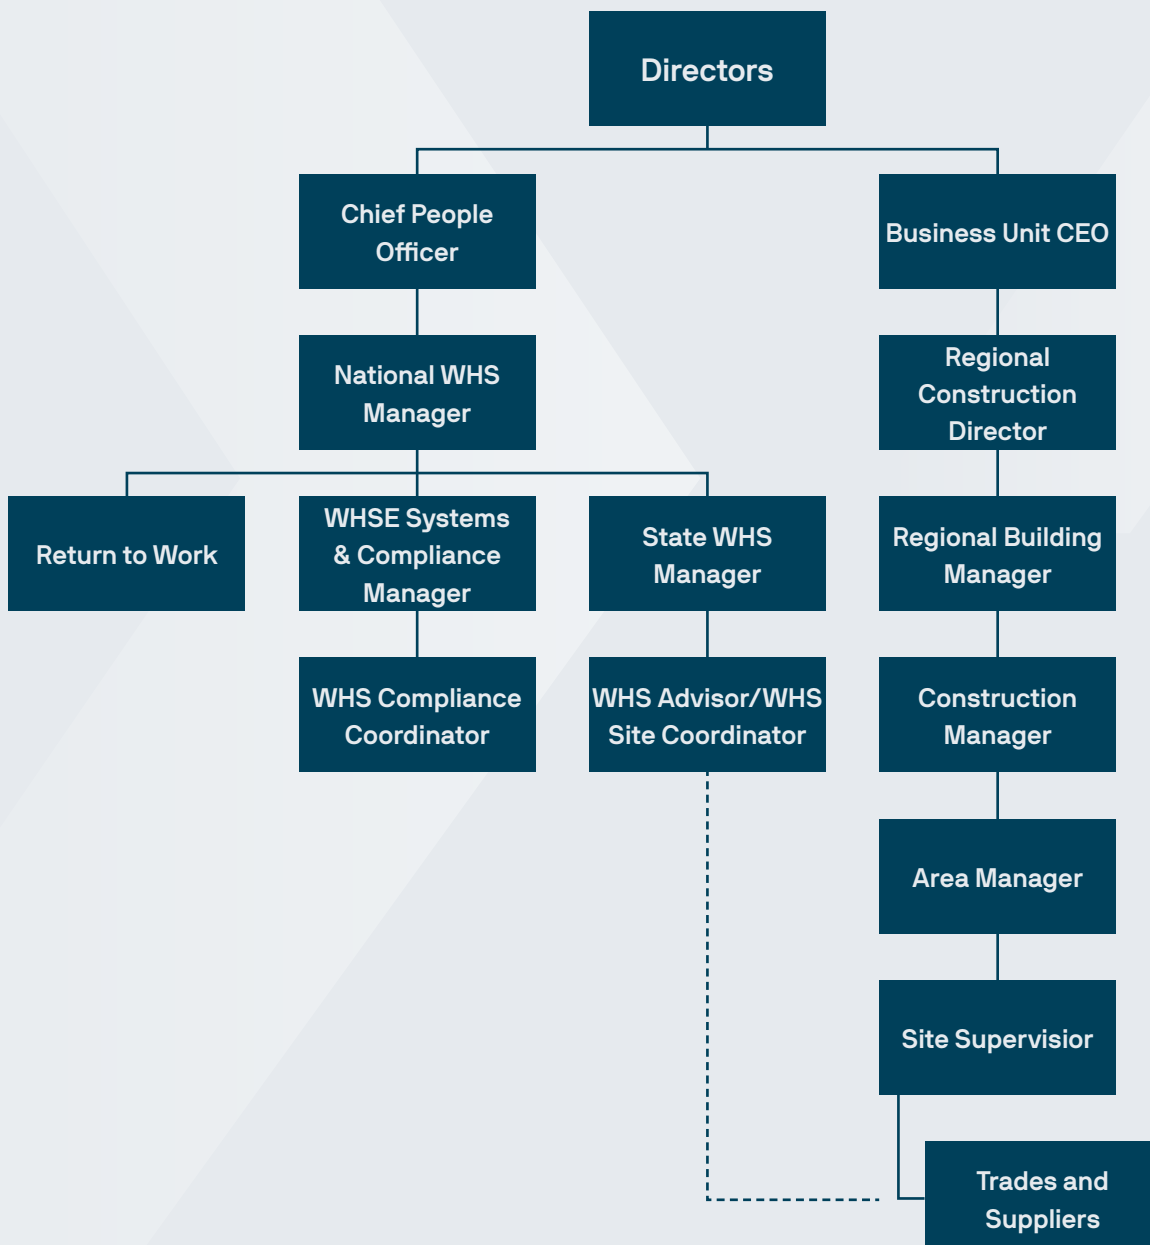 Directors
Chief People
Officer
Business Unit CEO
National WHS
Manager
Regional
Construction
Director
Return to Work
WHSE Systems
& Compliance
Manager
State WHS
Manager
Regional Building
Manager
WHS Compliance
Coordinator
WHS Advisor/WHS
Site Coordinator
Construction
Manager
Area Manager
Site Supervisior
Trades and
Suppliers